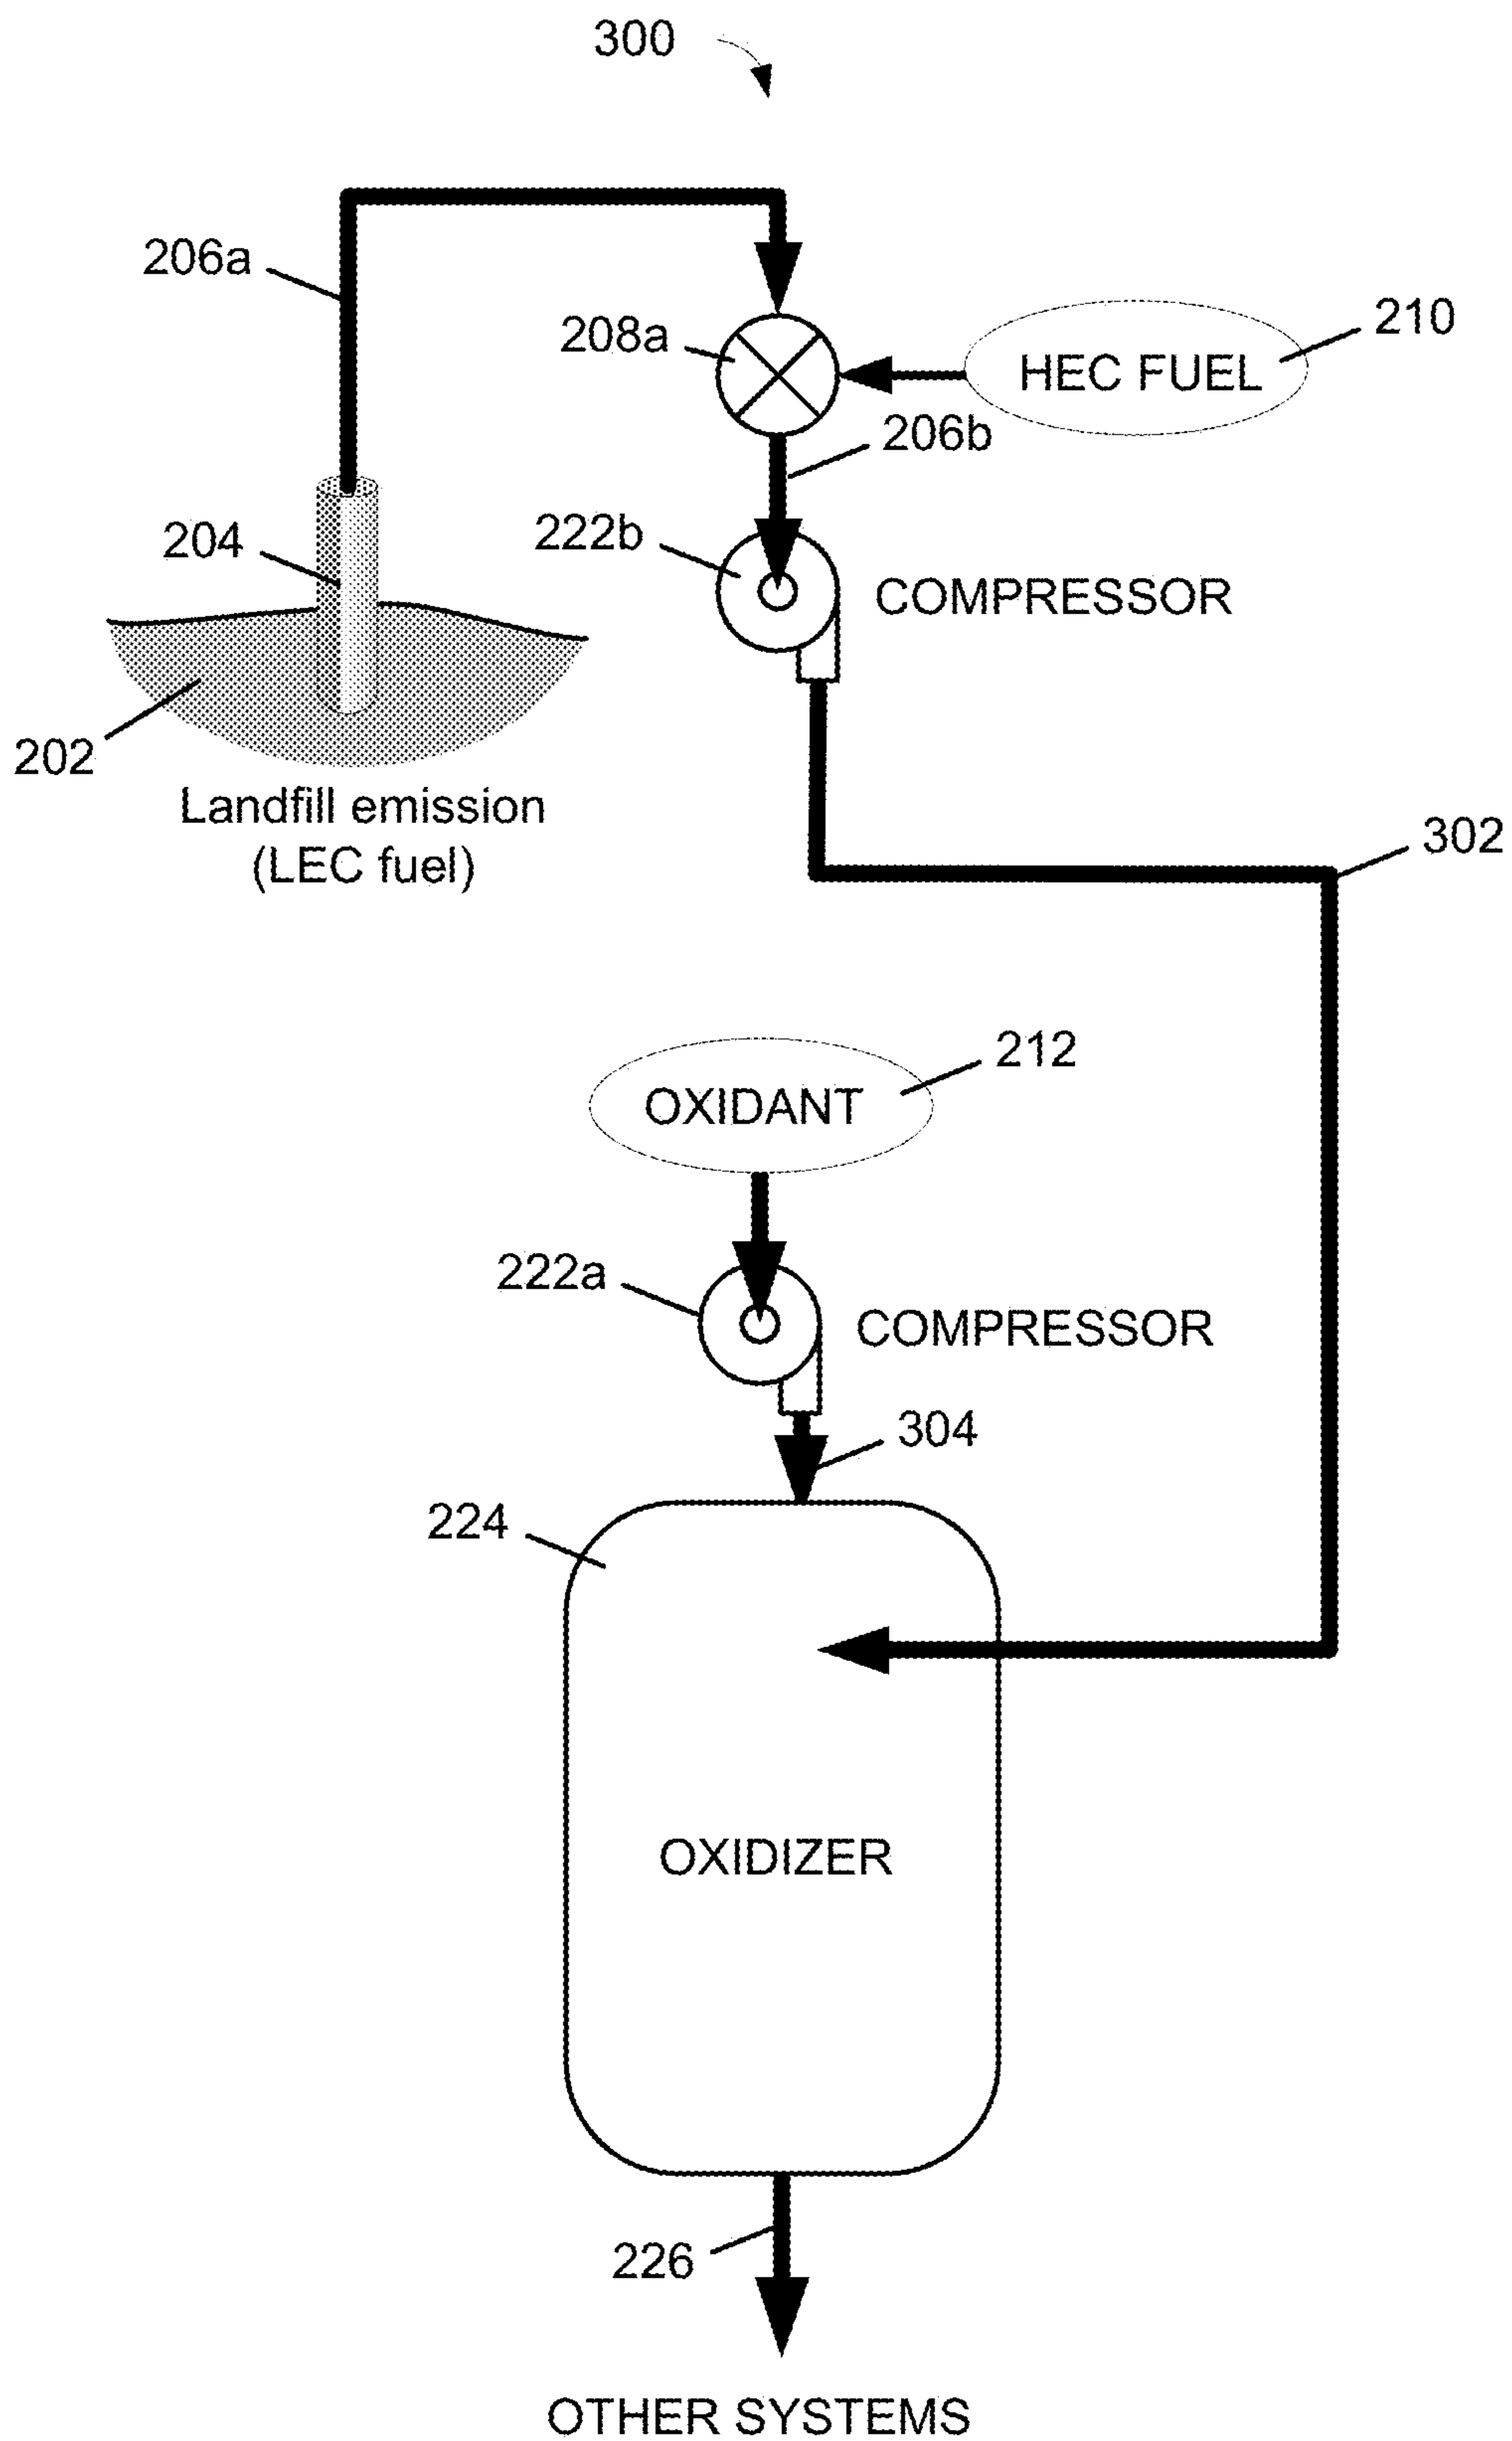 300
206a
208a
210
HEC FUEL
206b
204
222b
COMPRESSOR
202
Landfill emission
(LEC fuel)
302
212
OXIDANT
222a
COMPRESSOR
304
224
OXIDIZER
226
OTHER SYSTEMS